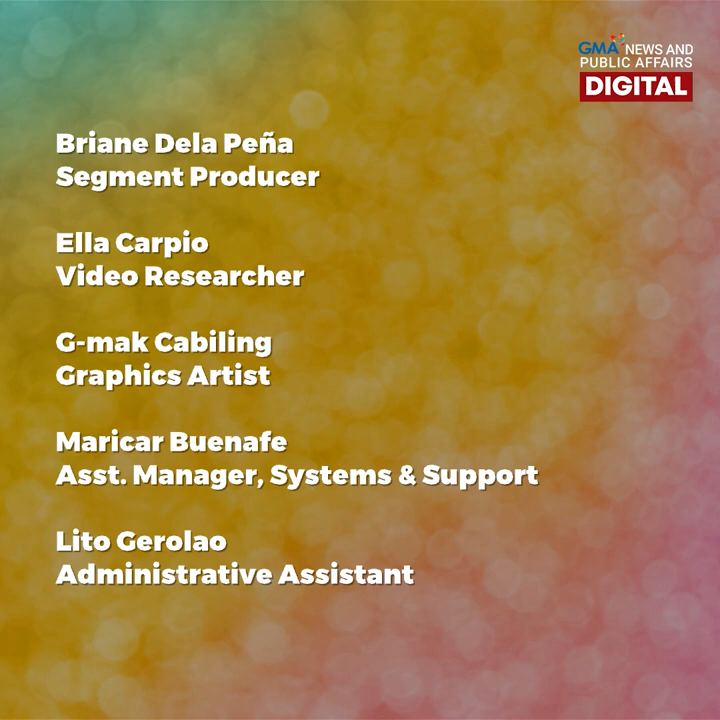 GMA NEWS AND
PUBLIC AFFAIRS
DIGITAL
Briane Dela Peña
Segment Producer
Ella Carpio
Video Researcher
G-mak Cabiling
Graphics Artist
Maricar Buenafe
Asst. Manager, Systems & Support
Lito Gerolao
Administrative Assistant